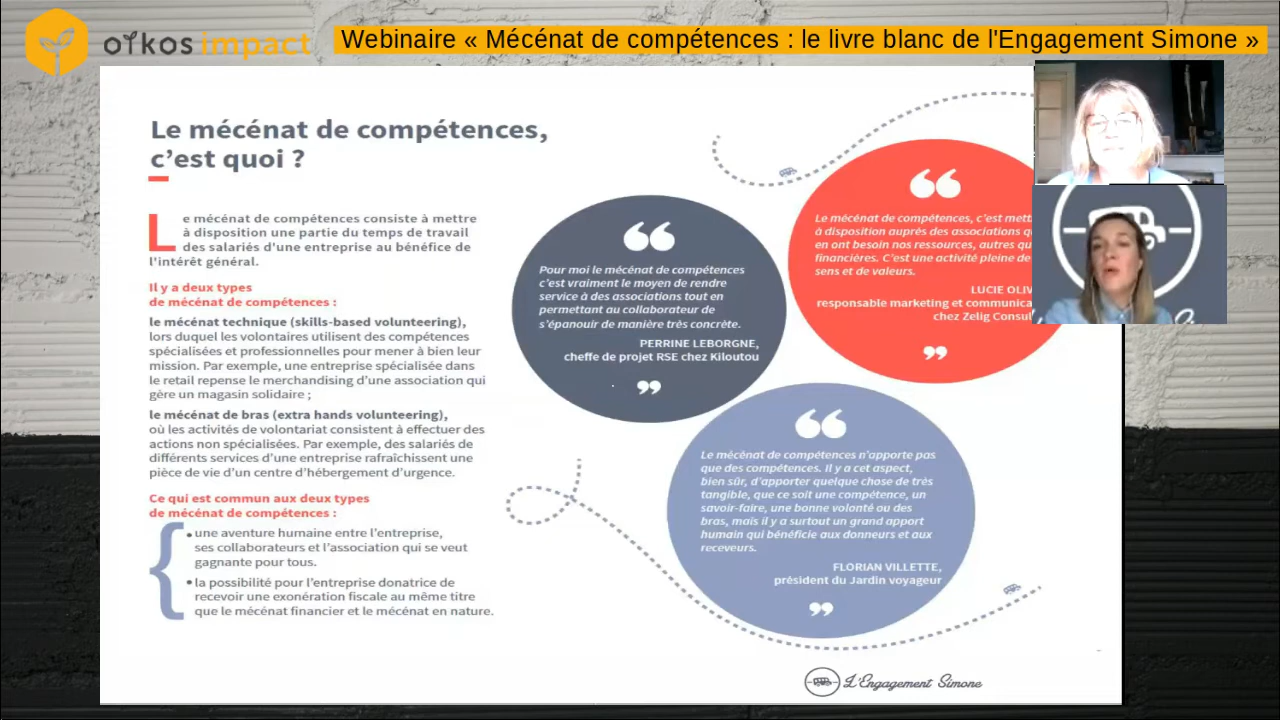 oikos impact
Webinaire « Mécénat de compétences : le livre blanc de l'Engagement Simone »
Le mécénat de compétences,
c'est quoi ?
Le mécénat de compétences consiste à mettre
à disposition une partie du temps de travail
des salariés d'une entreprise au bénéfice de
l'intérêt général.
Il y a deux types
de mécénat de compétences :
le mécénat technique (skills-based volunteering),
lors duquel les volontaires utilisent des compétences
spécialisées et professionnelles pour mener à bien leur
mission. Par exemple, une entreprise spécialisée dans
le retail repense le merchandising d'une association qui
gère un magasin solidaire ;
le mécénat de bras (extra hands volunteering),
où les activités de volontariat consistent à effectuer des
actions non spécialisées. Par exemple, des salariés de
différents services d'une entreprise rafraîchissent une
pièce de vie d'un centre d'hébergement d'urgence.
Ce qui est commun aux deux types
de mécénat de compétences :
• une aventure humaine entre l'entreprise,
ses collaborateurs et l'association qui se veut
gagnante pour tous.
• la possibilité pour l'entreprise donatrice de
recevoir une exonération fiscale au même titre
que le mécénat financier et le mécénat en nature.
“
Pour moi le mécénat de compétences
c'est vraiment le moyen de rendre
service à des associations tout en
permettant au collaborateur de
s'épanouir de manière très concrète.
PERRINE LEBORGNE,
cheffe de projet RSE chez Kiloutou
”
“
Le mécénat de compétences, c'est
à disposition auprès des associations
en ont besoin nos ressources, autres
financières. C'est une activité pleine de
sens et de valeurs.
LUCIE
responsable marketing et
chez Zelig
”
“
Le mécénat de compétences n'apporte pas
que des compétences. Il y a cet aspect,
bien sûr, d'apporter quelque chose de très
tangible, que ce soit une compétence, un
savoir-faire, une bonne volonté ou des
bras, mais il y a surtout un grand apport
humain qui bénéficie aux donneurs et aux
receveurs.
FLORIAN VILLETTE,
président du Jardin voyageur
”
L'Engagement Simone